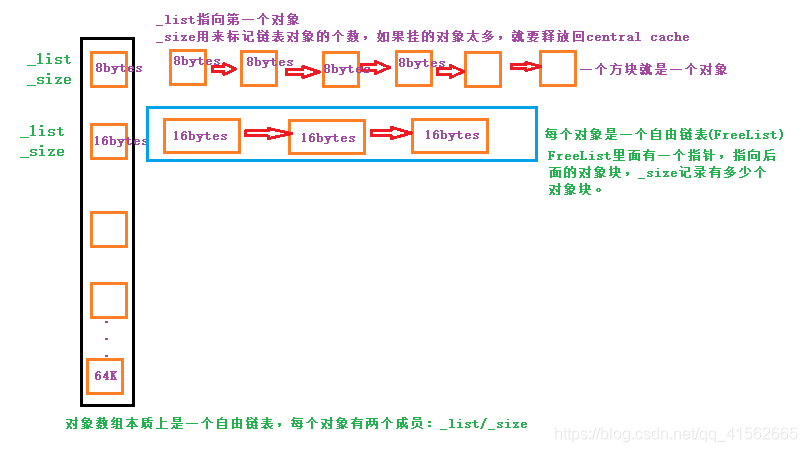 _list指向第一个对象
_size用来标记链表对象的个数，如果挂的对象太多，就要释放回central cache
_list
_size
8bytes
8bytes
8bytes
8bytes
8bytes
一个方块就是一个对象
_list
_size
16bytes
16bytes
16bytes
16bytes
每个对象是一个自由链表(FreeList)
FreeList里面有一个指针，指向后
面的对象块，_size记录有多少个
对象块。
64K
对象数组本质上是一个自由链表，每个对象有两个成员：_list/_size
https://blog.csdn.net/qq_41562665